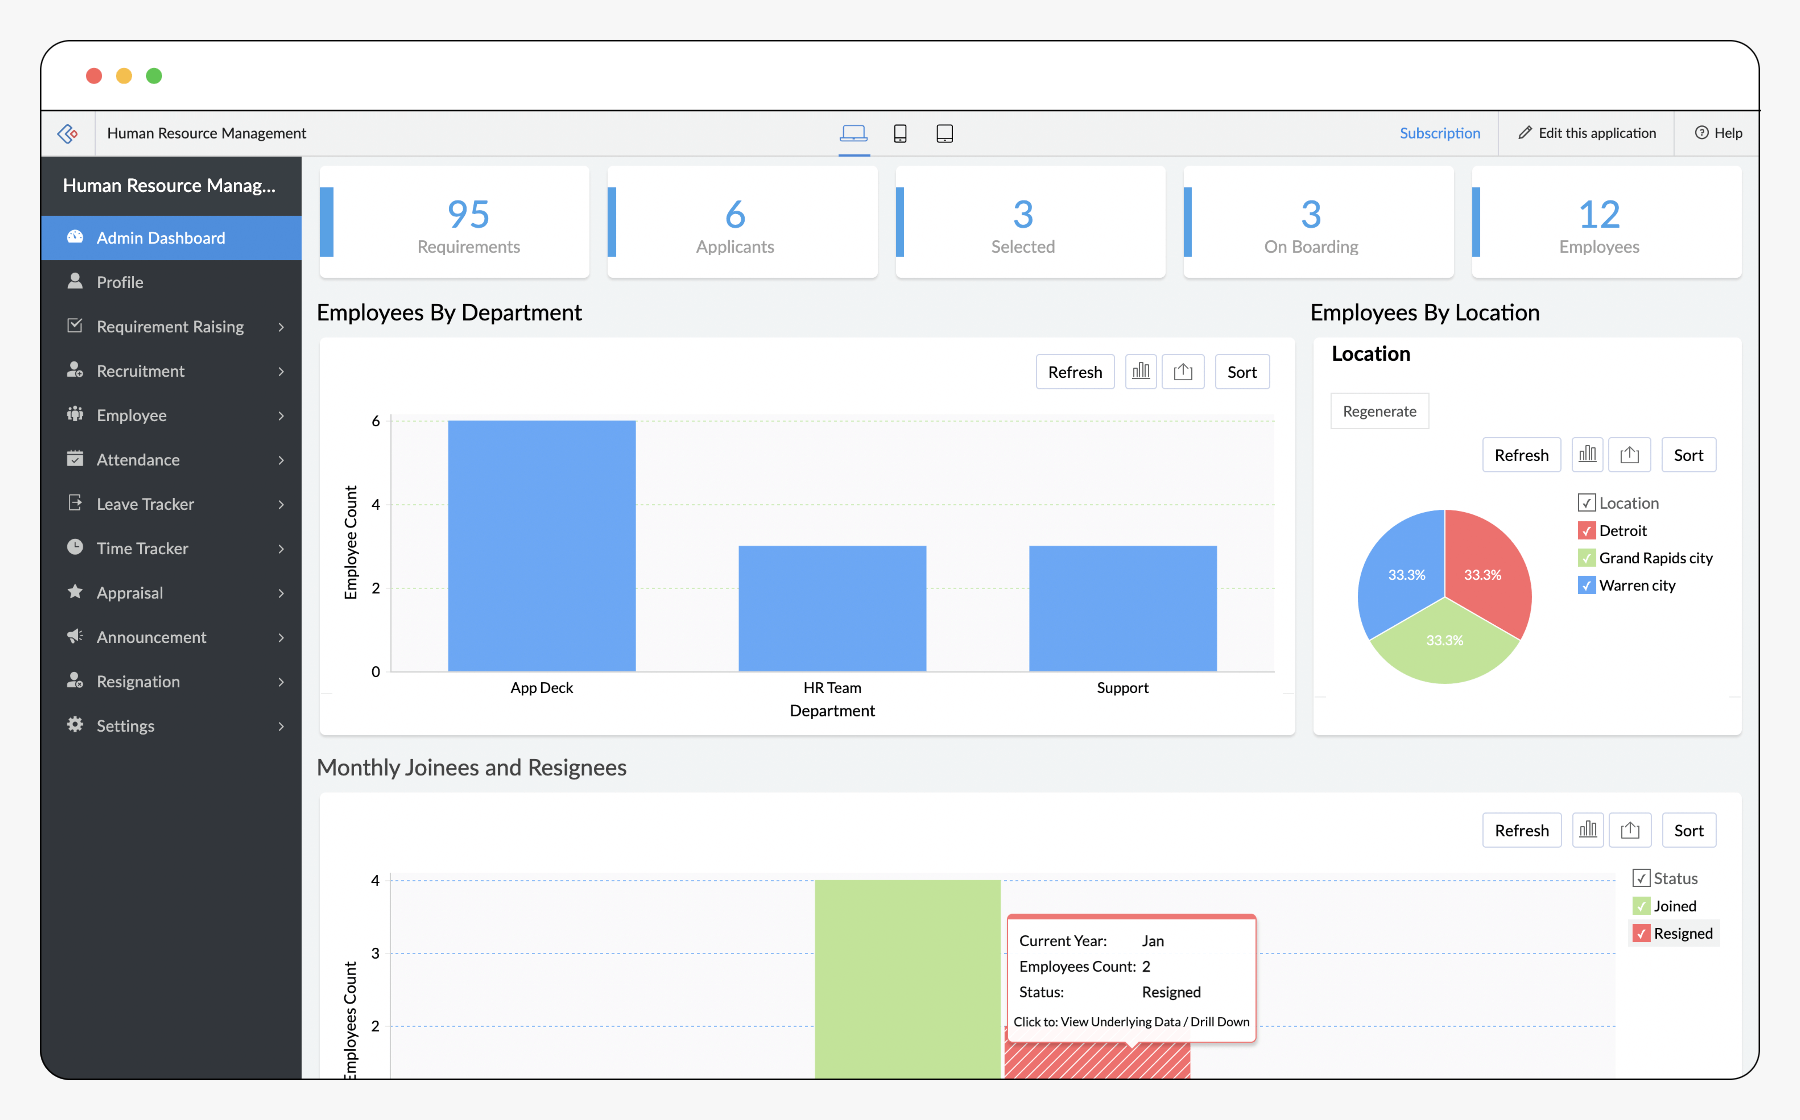 Human Resource Management
Subscription
Edit this application
Help
Human Resource Manag...
Admin Dashboard
Profile
Requirement Raising
Recruitment
Employee
Attendance
Leave Tracker
Time Tracker
Appraisal
Announcement
Resignation
Settings
95
Requirements
6
Applicants
3
Selected
3
On Boarding
12
Employees
Employees By Department
Refresh
Sort
6
4
2
0
Employee Count
App Deck
HR Team
Support
Department
Employees By Location
Location
Regenerate
Refresh
Sort
Location
Detroit
Grand Rapids city
Warren city
33.3%
33.3%
33.3%
Monthly Joinees and Resignees
Refresh
Sort
4
3
2
Employees Count
Status
Joined
Resigned
Current Year: Jan
Employees Count: 2
Status: Resigned
Click to: View Underlying Data / Drill Down